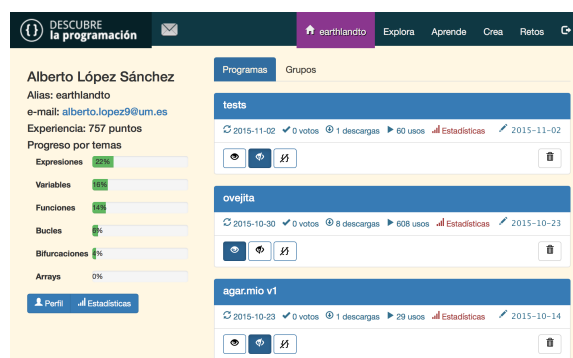 {} DESCUBRE
la programación
earthlandto Explora Aprende Crea Retos
Alberto López Sánchez
Alias: earthlandto
e-mail: alberto.lopez9@um.es
Experiencia: 757 puntos
Progreso por temas
Expresiones 22%
Variables 16%
Funciones 14%
Bucles 6%
Bifurcaciones 4%
Arrays 0%
Perfil Estadísticas
Programas Grupos
tests
2015-11-02 0 votos 1 descargas 60 usos Estadísticas 2015-11-02
ovejita
2015-10-30 0 votos 8 descargas 608 usos Estadísticas 2015-10-23
agar.mio v1
2015-10-23 0 votos 1 descargas 29 usos Estadísticas 2015-10-14